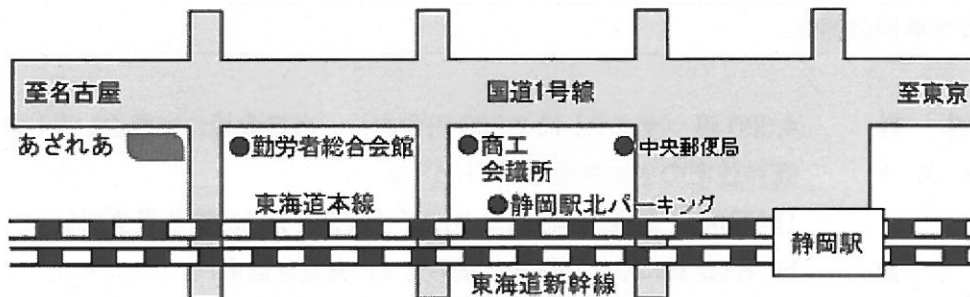 至名古屋
国道1号線
至東京
あざれあ
●勤労者総合会館
●商工
会議所
●中央郵便局
東海道本線
●静岡駅北パーキング
静岡駅
東海道新幹線